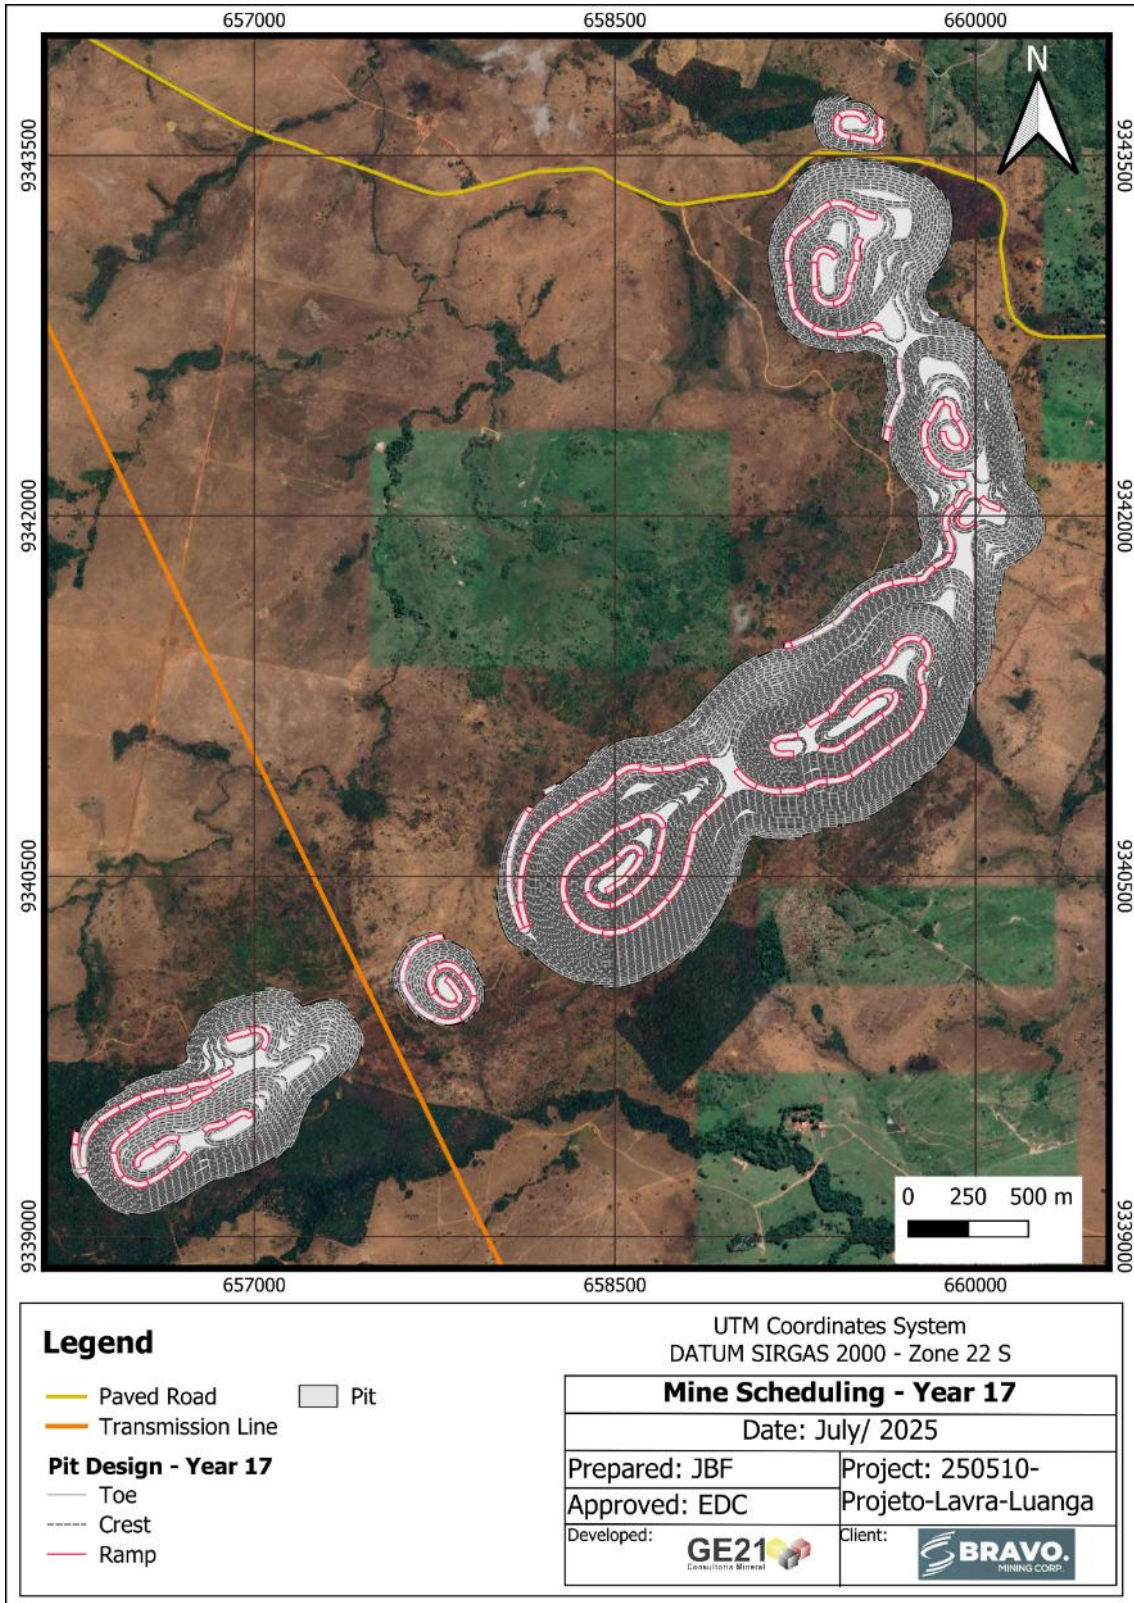 657000 658500 660000
N
9343500 9343500
9342000 9342000
9340500 9340500
0 250 500 m
9339000 9339000
657000 658500 660000
Legend
Paved Road Pit
Transmission Line
Pit Design - Year 17
Toe
Crest
Ramp
UTM Coordinates System
DATUM SIRGAS 2000 - Zone 22 S
Mine Scheduling - Year 17
Date: July/ 2025
Prepared: JBF
Approved: EDC
Project: 250510-
Projeto-Lavra-Luanga
Developed:
GE21
Consultoria Mineral
Client:
BRAVO.
MINING CORP.